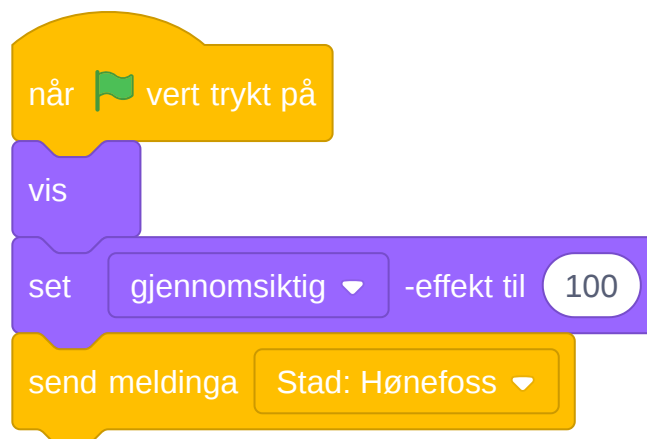 når vert trykt på
vis
set gjennomsiktig -effekt til 100
send meldinga Stad: Hønefoss